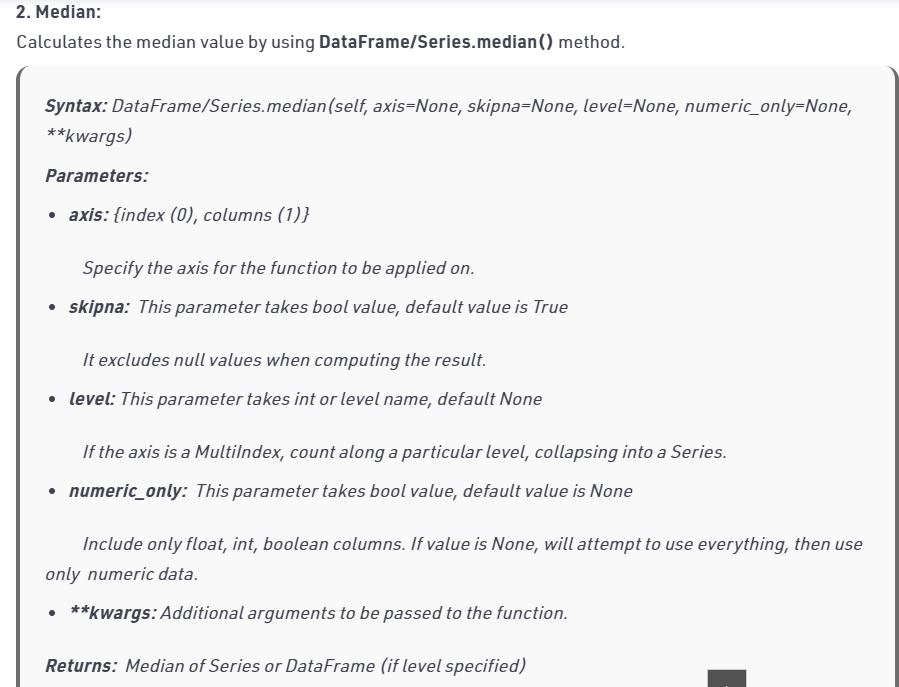 2. Median:
Calculates the median value by using DataFrame/Series.median() method.
Syntax: DataFrame/Series.median(self, axis=None, skipna=None, level=None, numeric_only=None,
**kwargs)
Parameters:
• axis: {index (0), columns (1)}
Specify the axis for the function to be applied on.
• skipna: This parameter takes bool value, default value is True
It excludes null values when computing the result.
• level: This parameter takes int or level name, default None
If the axis is a MultiIndex, count along a particular level, collapsing into a Series.
• numeric_only: This parameter takes bool value, default value is None
Include only float, int, boolean columns. If value is None, will attempt to use everything, then use
only numeric data.
• **kwargs: Additional arguments to be passed to the function.
Returns: Median of Series or DataFrame (if level specified)